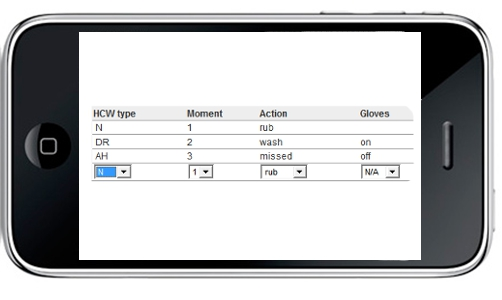 HCW type Moment Action Gloves
N 1 rub
DR 2 wash on
AH 3 missed off
N 1 rub N/A